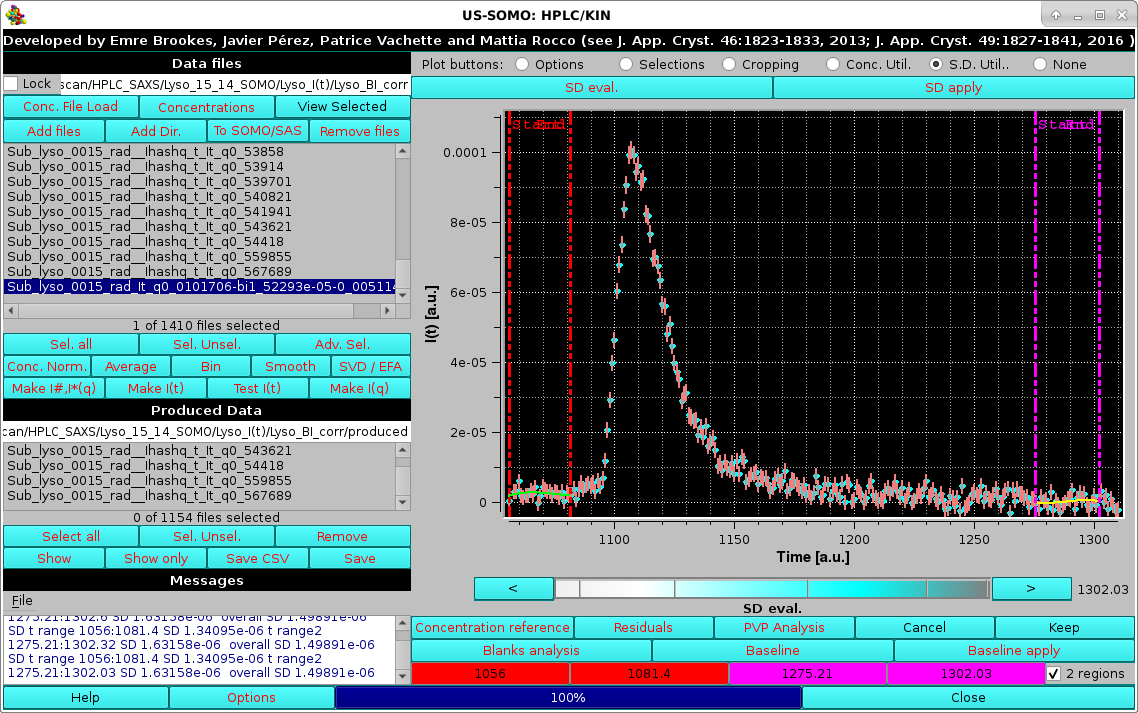 US-SOMO: HPLC/KIN
Developed by Emre Brookes, Javier Pérez, Patrice Vachette and Mattia Rocco (see J. App. Cryst. 46:1823-1833, 2013; J. App. Cryst. 49:1827-1841, 2016 )
Data files
Lock scan/HPLC_SAXS/Lyso_15_14_SOMO/Lyso_I(t)/Lyso_BI_corr
Conc. File Load Concentrations View Selected
Add files Add Dir. To SOMO/SAS Remove files
Sub_lyso_0015_rad__Ihashq_t_It_q0_53858
Sub_lyso_0015_rad__Ihashq_t_It_q0_53914
Sub_lyso_0015_rad__Ihashq_t_It_q0_539701
Sub_lyso_0015_rad__Ihashq_t_It_q0_540821
Sub_lyso_0015_rad__Ihashq_t_It_q0_541941
Sub_lyso_0015_rad__Ihashq_t_It_q0_543621
Sub_lyso_0015_rad__Ihashq_t_It_q0_54418
Sub_lyso_0015_rad__Ihashq_t_It_q0_559855
Sub_lyso_0015_rad__Ihashq_t_It_q0_567689
Sub_lyso_0015_rad_It_q0_0101706-bi1_52293e-05-0_005114
1 of 1410 files selected
Sel. all Sel. Unsel. Adv. Sel.
Conc. Norm. Average Bin Smooth SVD / EFA
Make I#,I*(q) Make I(t) Test I(t) Make I(q)
Produced Data
can/HPLC_SAXS/Lyso_15_14_SOMO/Lyso_I(t)/Lyso_BI_corr/produced
Sub_lyso_0015_rad__Ihashq_t_It_q0_543621
Sub_lyso_0015_rad__Ihashq_t_It_q0_54418
Sub_lyso_0015_rad__Ihashq_t_It_q0_559855
Sub_lyso_0015_rad__Ihashq_t_It_q0_567689
0 of 1154 files selected
Select all Sel. Unsel. Remove
Show Show only Save CSV Save
Messages
File
1275.21:1302.6 SD 1.63158e-06 overall SD 1.49891e-06
SD t range 1056:1081.4 SD 1.34095e-06 t range2
1275.21:1302.32 SD 1.63158e-06 overall SD 1.49891e-06
SD t range 1056:1081.4 SD 1.34095e-06 t range2
1275.21:1302.03 SD 1.63158e-06 overall SD 1.49891e-06
Plot buttons: Options Selections Cropping Conc. Util. S.D. Util.. None
SD eval. SD apply
Start End Start End
0.0001
8e-05
6e-05
4e-05
2e-05
0
I(t) [a.u.]
1100 1150 1200 1250 1300
Time [a.u.]
< > 1302.03
SD eval.
Concentration reference Residuals PVP Analysis Cancel Keep
Blanks analysis Baseline Baseline apply
1056 1081.4 1275.21 1302.03 2 regions
Help Options 100% Close